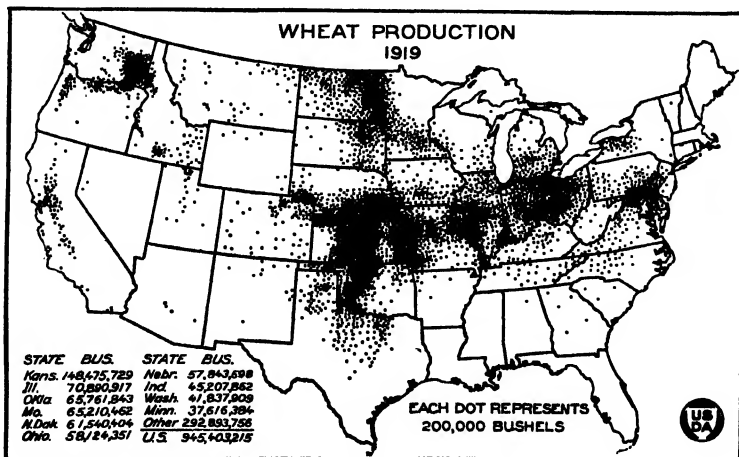 WHEAT PRODUCTION
1919
STATE BUS. STATE BUS.
Kans. 148,475,729 Nebr. 57,843,598
Ill. 70,890,917 Ind. 45,207,862
Okla. 65,761,843 Wash. 41,837,909
Mo. 65,210,462 Minn. 37,616,384
N.Dak. 61,540,404 Other 292,893,756
Ohio. 58,124,351 U.S. 945,403,215
EACH DOT REPRESENTS
200,000 BUSHELS
US
DA